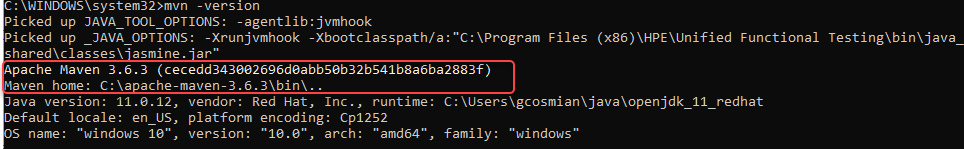 C:\WINDOWS\system32>mvn -version
Picked up JAVA_TOOL_OPTIONS: -agentlib:jvmhook
Picked up _JAVA_OPTIONS: -Xrunjvmhook -Xbootclasspath/a:"C:\Program Files (x86)\HPE\Unified Functional Testing\bin\java_
shared\classes\jasmine.jar"
Apache Maven 3.6.3 (cecedd343002696d0abb50b32b541b8a6ba2883f)
Maven home: C:\apache-maven-3.6.3\bin\..
Java version: 11.0.12, vendor: Red Hat, Inc., runtime: C:\Users\gcosmian\java\openjdk_11_redhat
Default locale: en_US, platform encoding: Cp1252
OS name: "windows 10", version: "10.0", arch: "amd64", family: "windows"